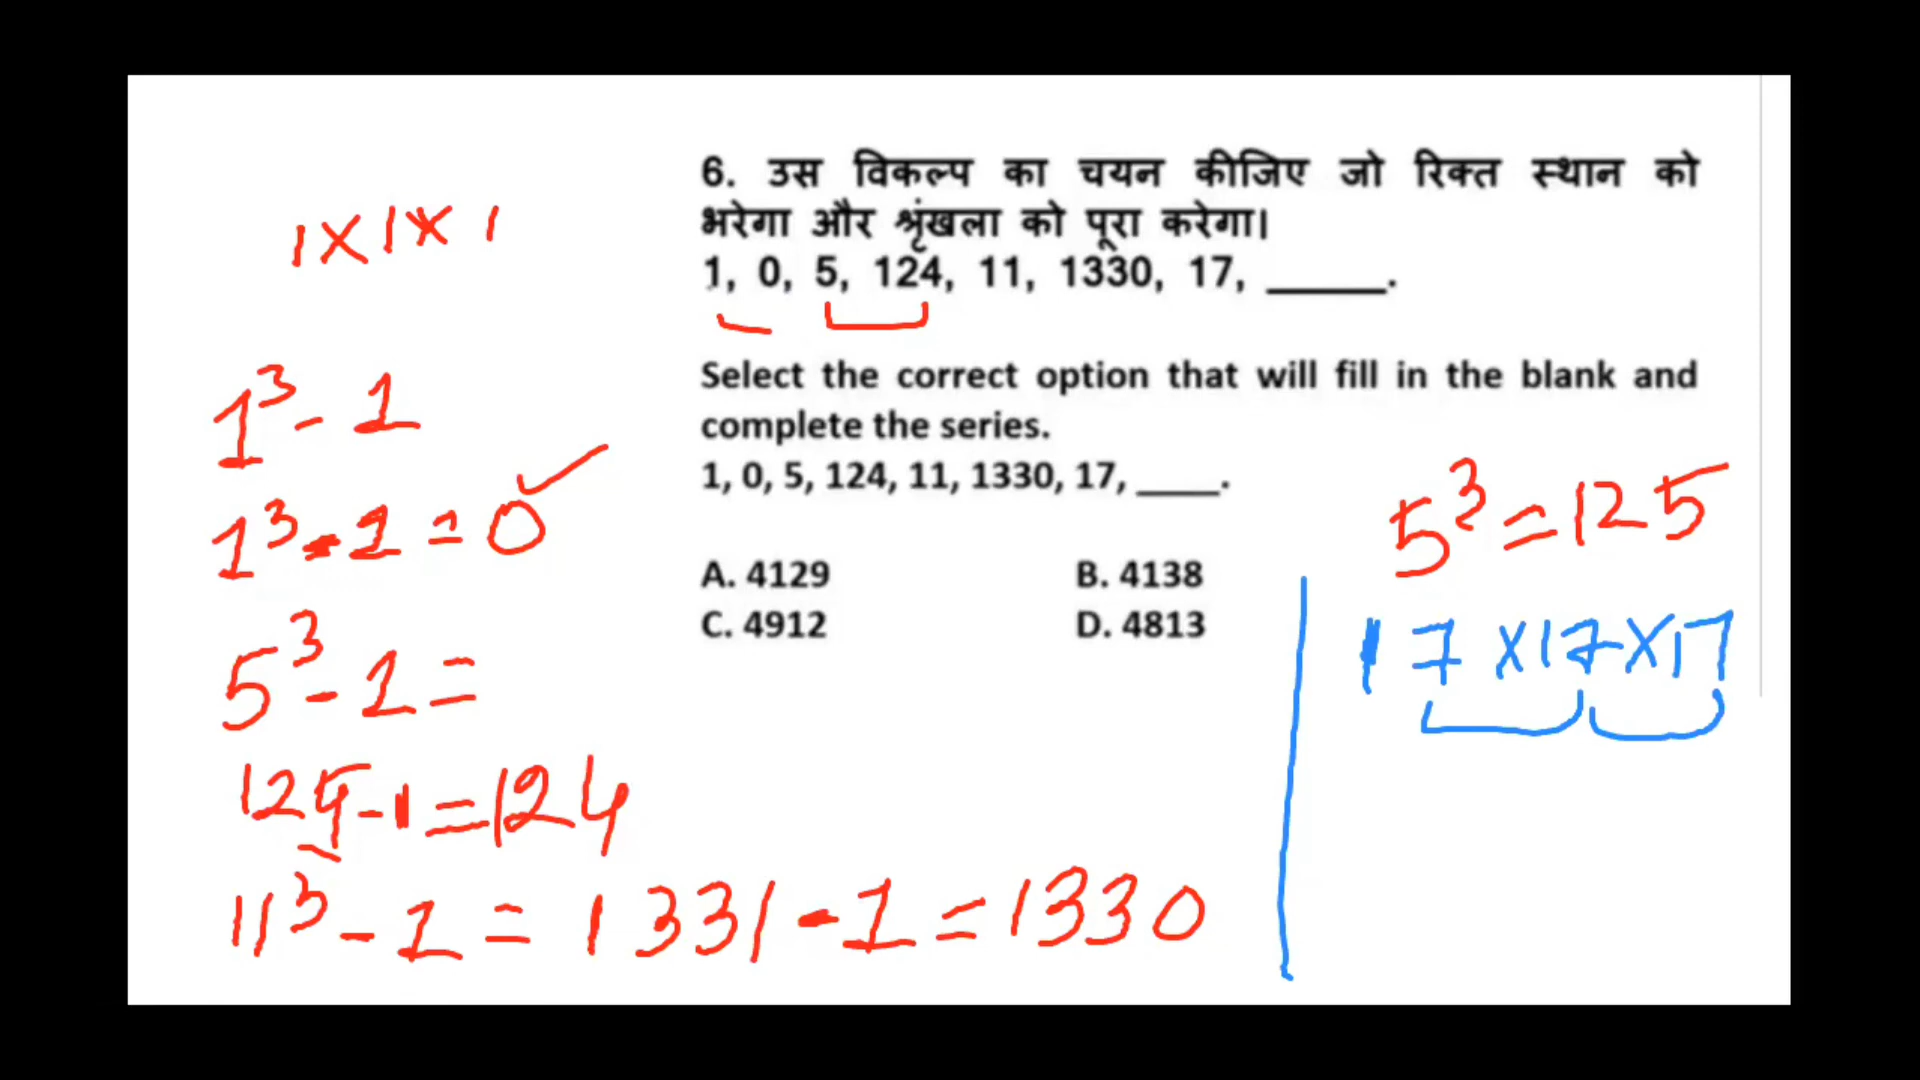 6. उस विकल्प का चयन कीजिए जो रिक्त स्थान को
भरेगा और श्रृंखला को पूरा करेगा।
1, 0, 5, 124, 11, 1330, 17, _____.
Select the correct option that will fill in the blank and
complete the series.
1, 0, 5, 124, 11, 1330, 17, ____.
A. 4129 B. 4138
C. 4912 D. 4813
1×1×1
1³-1
1³-1=0
5³-1=
125-1=124
11³-1=1331-1=1330
5³=125
17×17×17